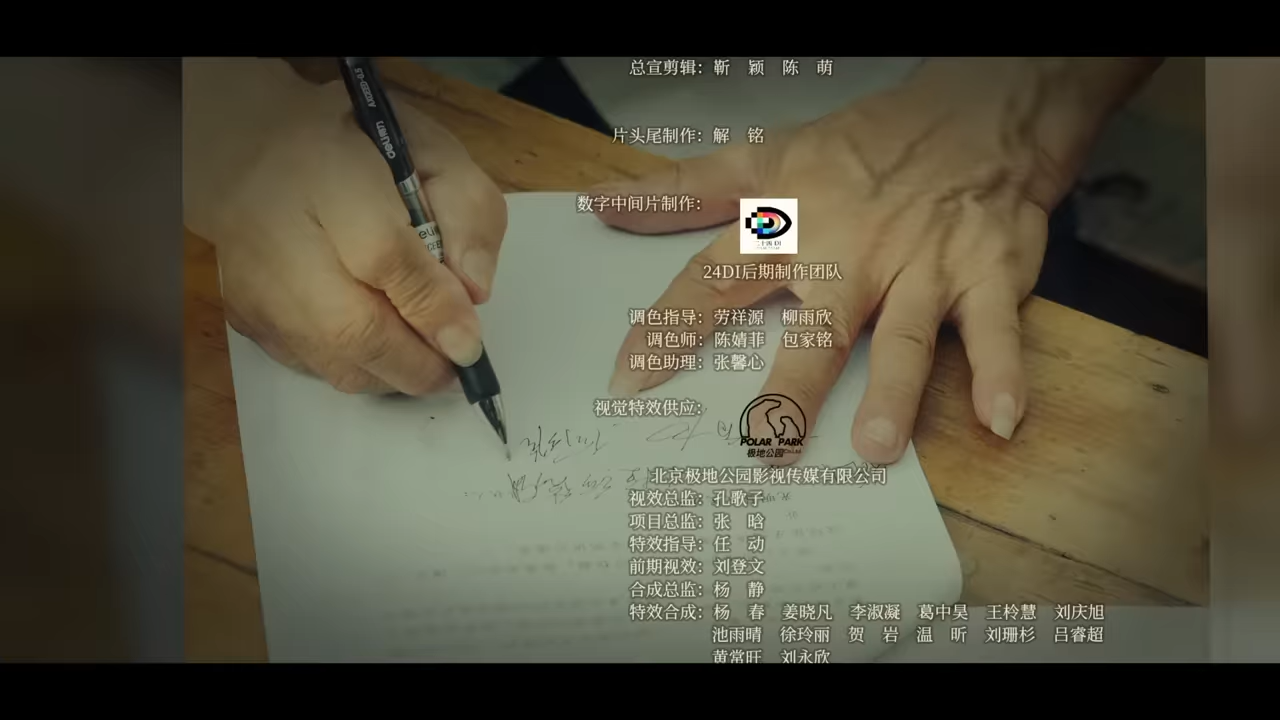 总宣剪辑：靳　颖　陈　萌
片头尾制作：解　铭
数字中间片制作：
24DI后期制作团队
调色指导：劳祥源　柳雨欣
调色师：陈婧菲　包家铭
调色助理：张馨心
视觉特效供应：
POLAR PARK
极地公园
北京极地公园影视传媒有限公司
视效总监：孔歌子
项目总监：张　晗
特效指导：任　动
前期视效：刘登文
合成总监：杨　静
特效合成：杨　春　姜晓凡　李淑凝　葛中昊　王柃慧　刘庆旭
池雨晴　徐玲丽　贺　岩　温　昕　刘珊杉　吕睿超
黄常旺　刘永欣
deli